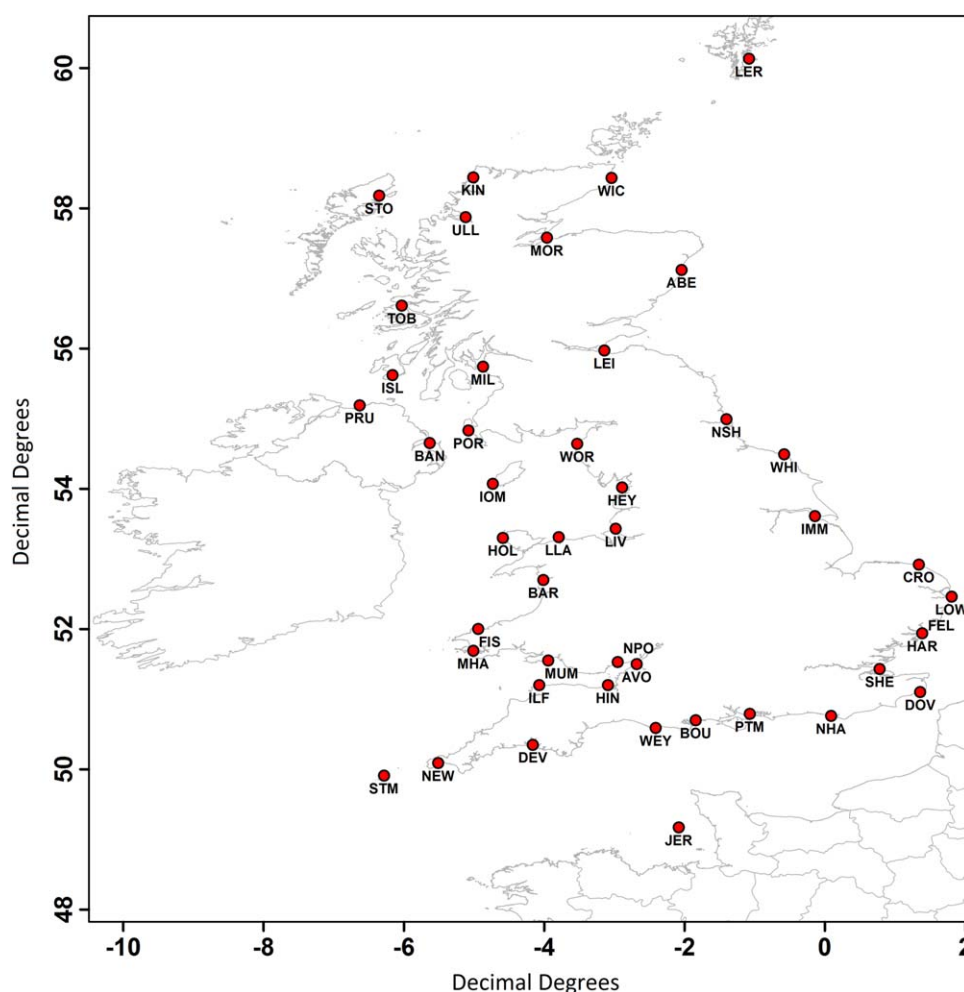 60
58
56
54
52
50
48
Decimal Degrees
LER
KIN
WIC
STO
ULL
MOR
ABE
TOB
LEI
MIL
ISL
PRU
NSH
POR
BAN
WOR
WHI
IOM
HEY
IMM
LIV
HOL
LLA
CRO
BAR
LOW
FEL
FIS
HAR
NPO
MHA
MUM
AVO
SHE
ILF
HIN
DOV
BOU
PTM
NHA
WEY
DEV
NEW
STM
JER
-10
-8
-6
-4
-2
0
2
Decimal Degrees